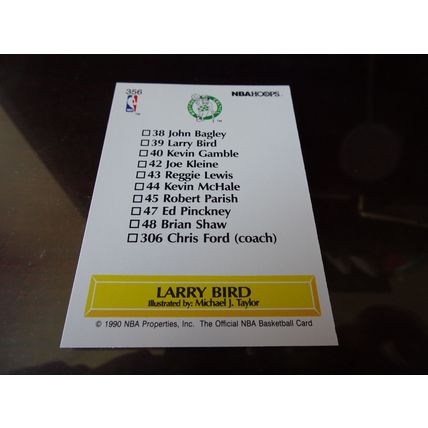 356
NBA HOOPS
38 John Bagley
39 Larry Bird
40 Kevin Gamble
42 Joe Kleine
43 Reggie Lewis
44 Kevin McHale
45 Robert Parish
47 Ed Pinckney
48 Brian Shaw
306 Chris Ford (coach)
LARRY BIRD
Illustrated by: Michael J. Taylor
© 1990 NBA Properties, Inc. The Official NBA Basketball Card